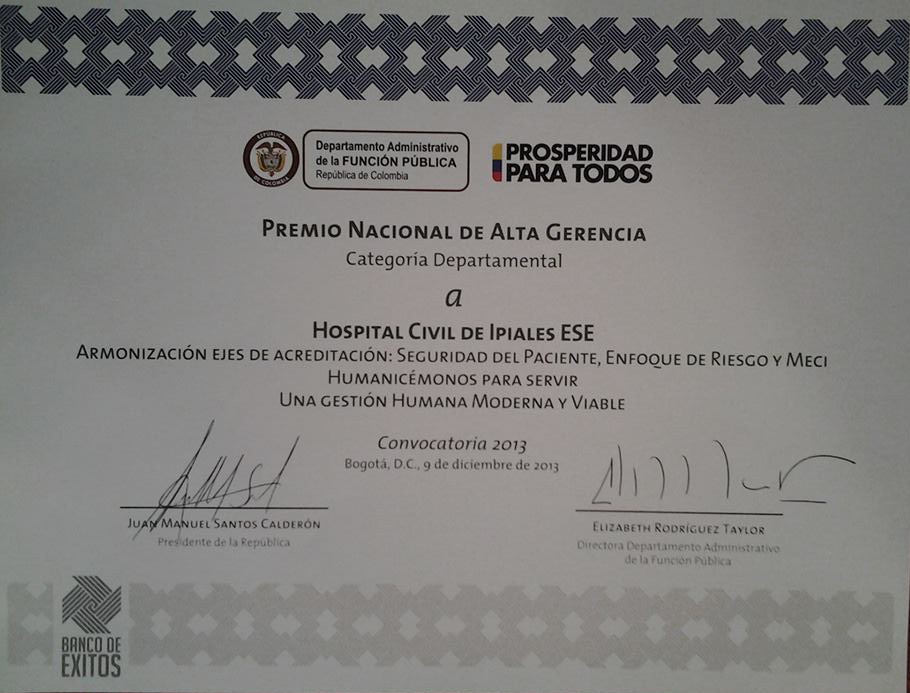 REPÚBLICA
DE COLOMBIA
Departamento Administrativo
de la FUNCIÓN PÚBLICA
República de Colombia
PROSPERIDAD
PARA TODOS
PREMIO NACIONAL DE ALTA GERENCIA
Categoría Departamental
a
HOSPITAL CIVIL DE IPIALES ESE
ARMONIZACIÓN EJES DE ACREDITACIÓN: SEGURIDAD DEL PACIENTE, ENFOQUE DE RIESGO Y MECI
HUMANICÉMONOS PARA SERVIR
UNA GESTIÓN HUMANA MODERNA Y VIABLE
Convocatoria 2013
Bogotá, D.C., 9 de diciembre de 2013
JUAN MANUEL SANTOS CALDERÓN
Presidente de la República
ELIZABETH RODRÍGUEZ TAYLOR
Directora Departamento Administrativo
de la Función Pública
BANCO DE
EXITOS